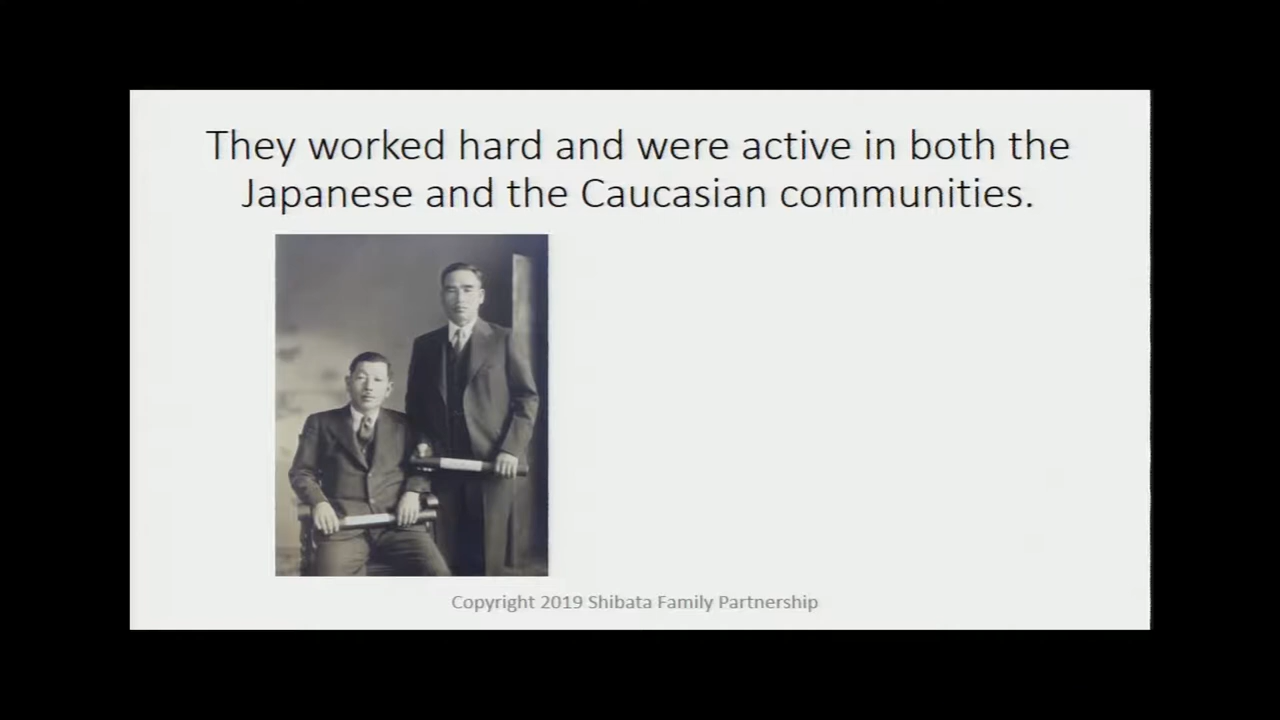 They worked hard and were active in both the
Japanese and the Caucasian communities.
Copyright 2019 Shibata Family Partnership